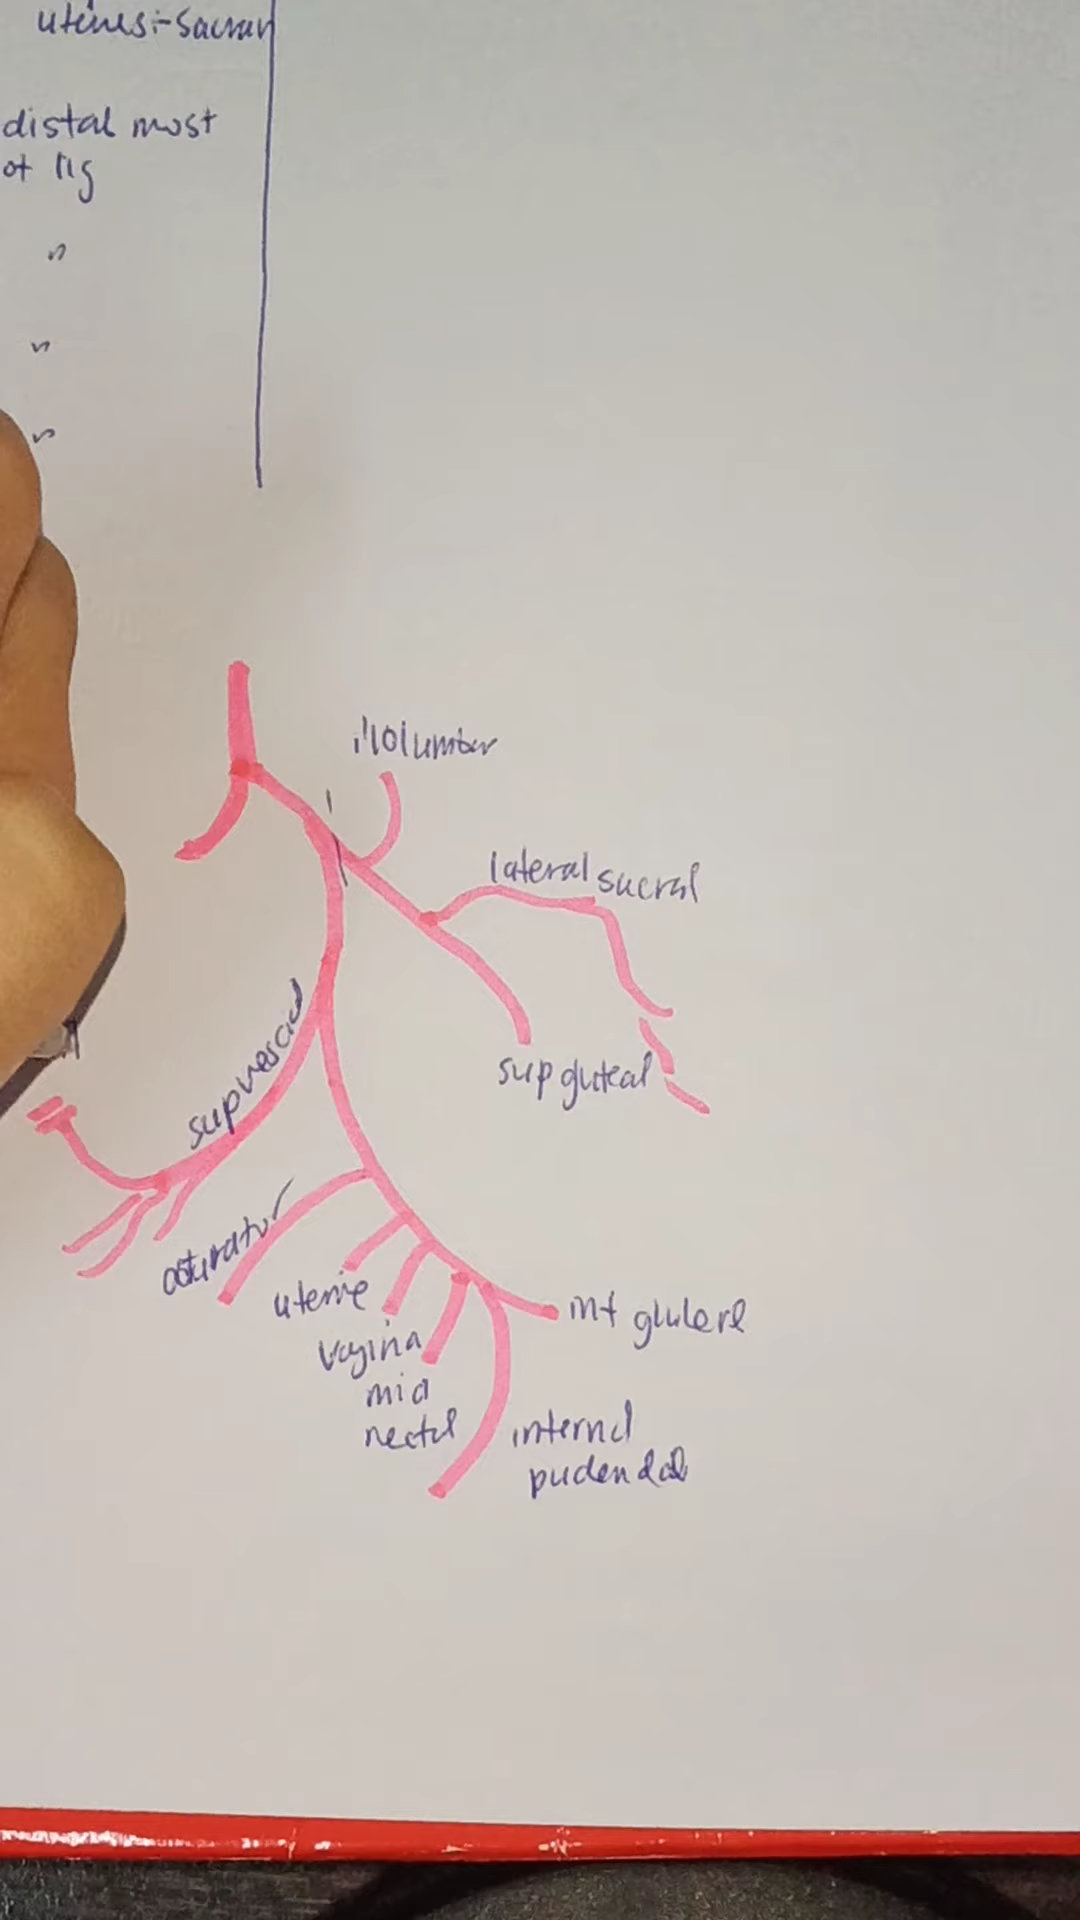 utirus:-Sacrum
distal most
of lig
"
"
"
iliolumbar
lateral sacral
sup gluteal
sup vesical
obturator
uterine
vagina
mid
rectal
inf gluteal
internal
pudendal